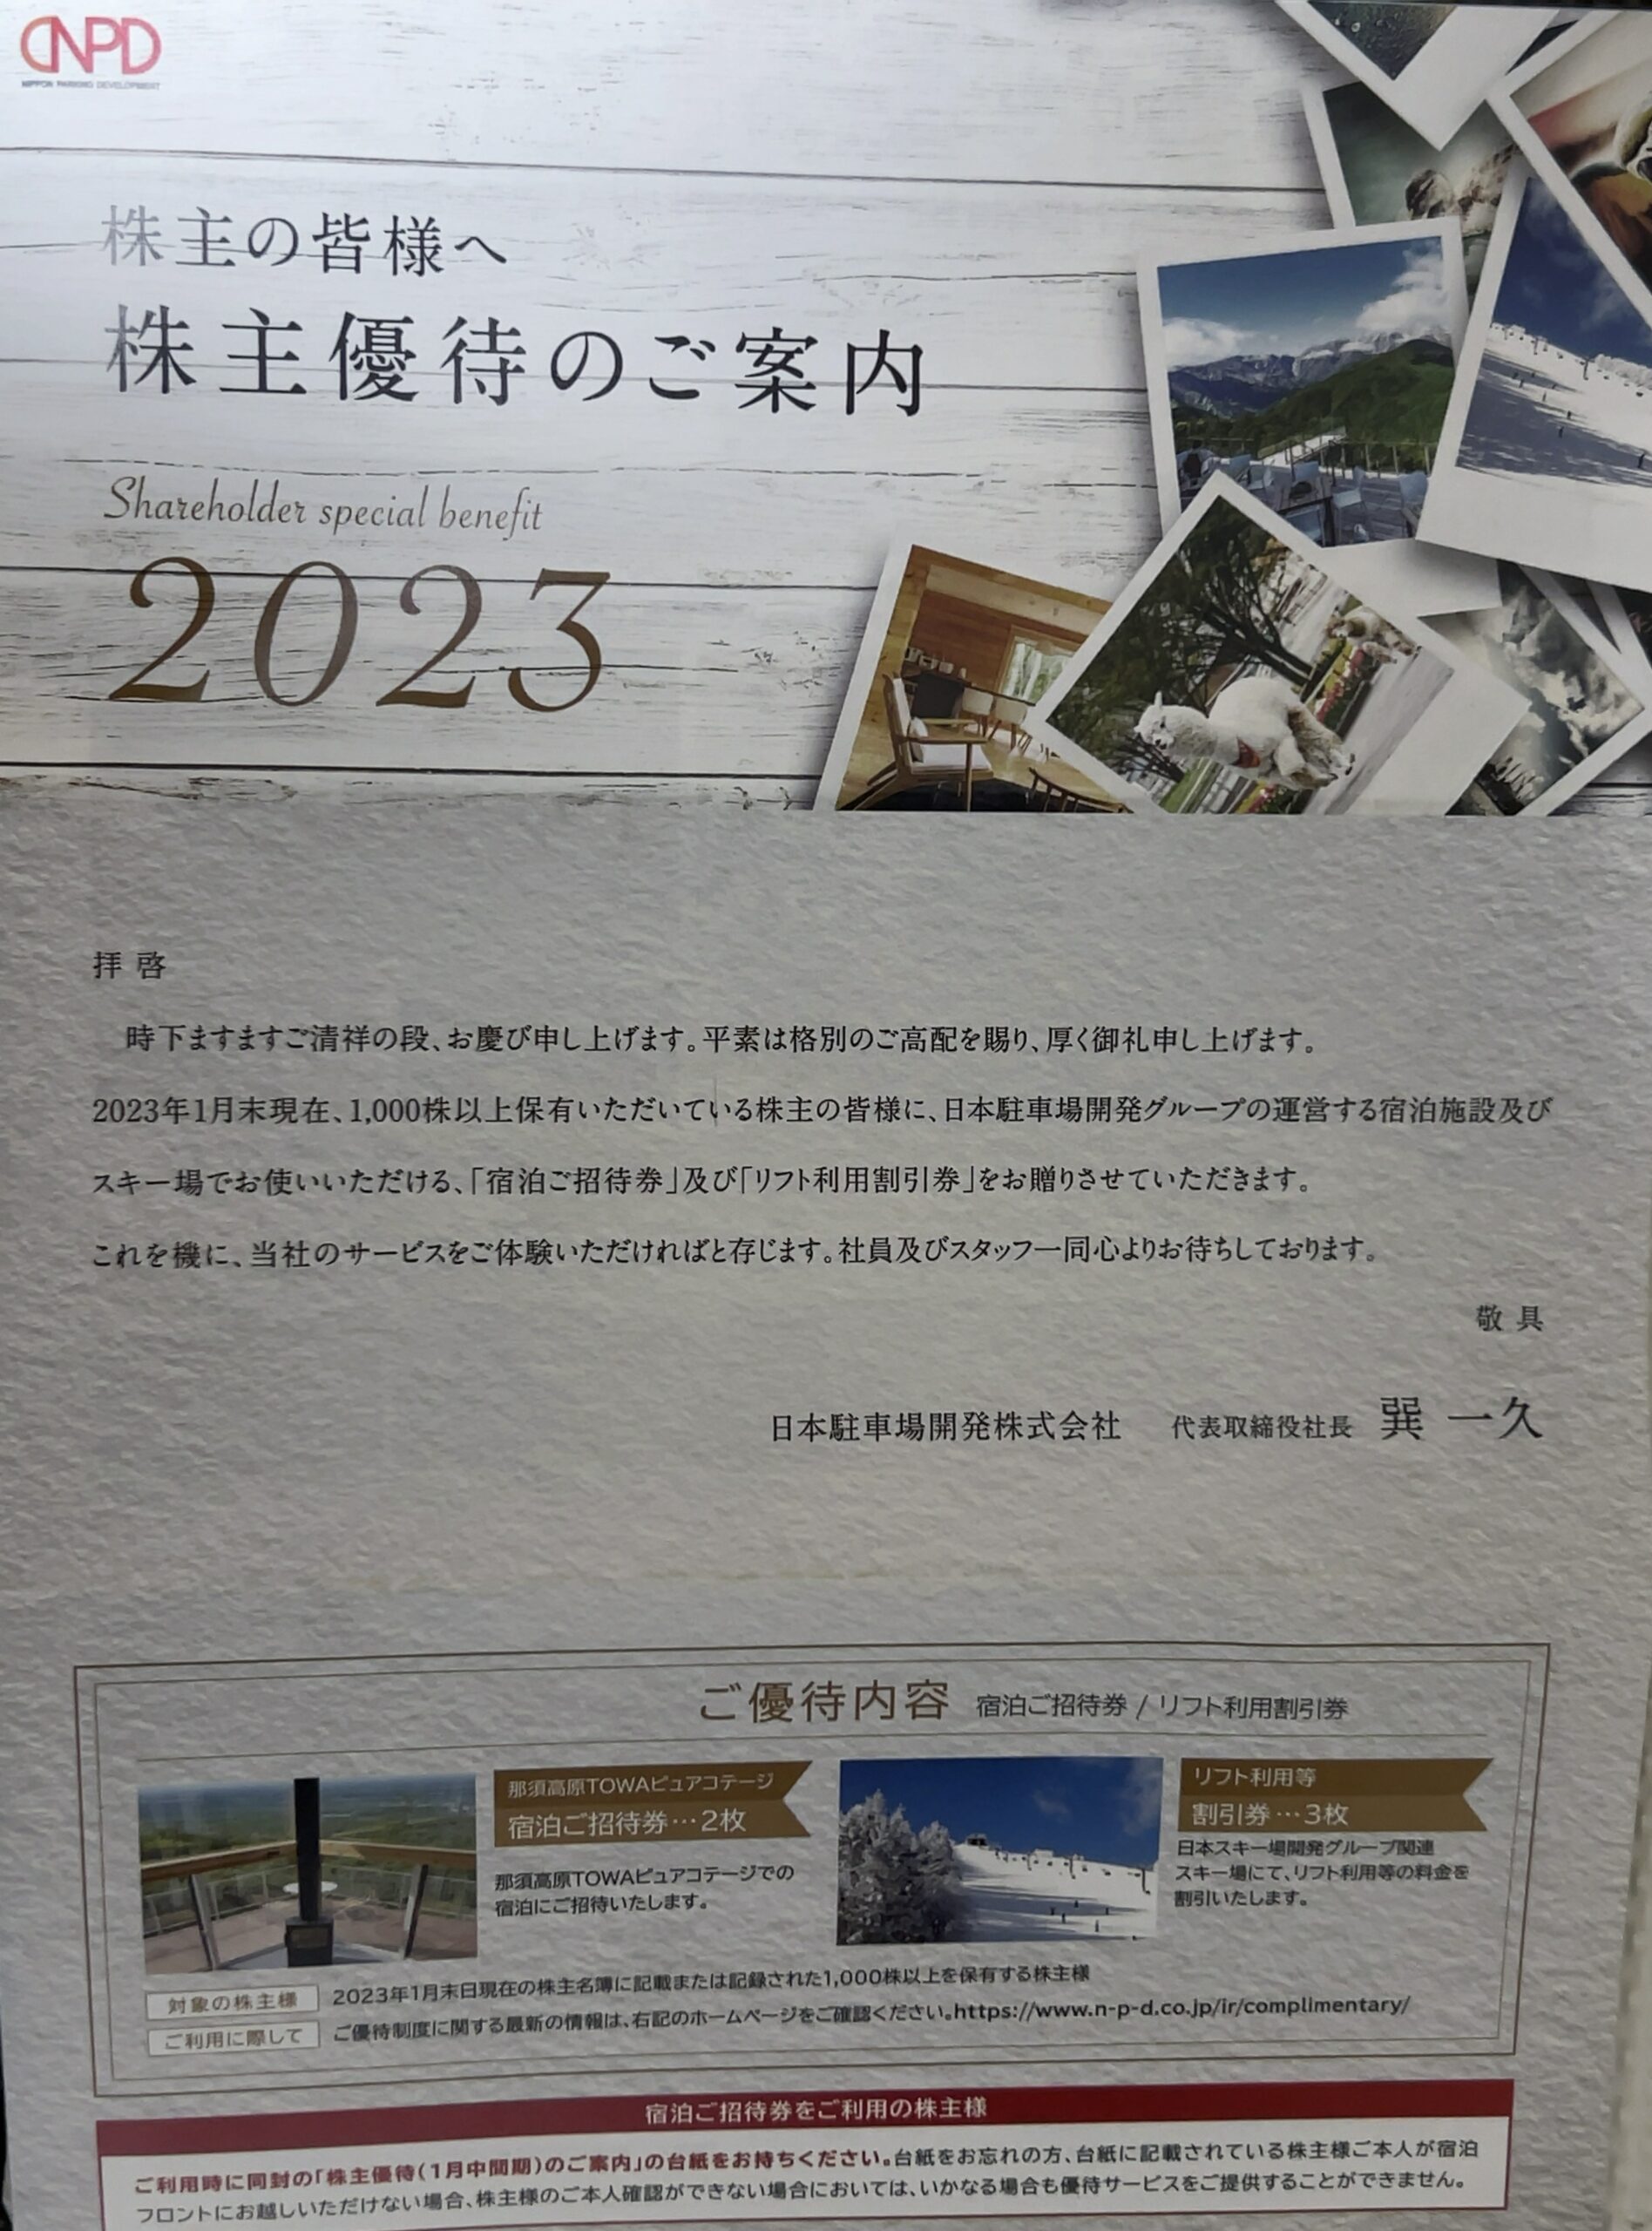 NPD
NIPPON PARKING DEVELOPMENT
株主の皆様へ
株主優待のご案内
Shareholder special benefit
2023
拝 啓
時下ますますご清祥の段、お慶び申し上げます。平素は格別のご高配を賜り、厚く御礼申し上げます。
2023年1月末現在、1,000株以上保有いただいている株主の皆様に、日本駐車場開発グループの運営する宿泊施設及び
スキー場でお使いいただける、「宿泊ご招待券」及び「リフト利用割引券」をお贈りさせていただきます。
これを機に、当社のサービスをご体験いただければと存じます。社員及びスタッフ一同心よりお待ちしております。
敬 具
日本駐車場開発株式会社 代表取締役社長 巽 一久
ご優待内容 宿泊ご招待券 / リフト利用割引券
那須高原TOWAピュアコテージ
宿泊ご招待券…2枚
那須高原TOWAピュアコテージでの
宿泊にご招待いたします。
リフト利用等
割引券…3枚
日本スキー場開発グループ関連
スキー場にて、リフト利用等の料金を
割引いたします。
対象の株主様 2023年1月末日現在の株主名簿に記載または記録された1,000株以上を保有する株主様
ご利用に際して ご優待制度に関する最新の情報は、右記のホームページをご確認ください。https://www.n-p-d.co.jp/ir/complimentary/
宿泊ご招待券をご利用の株主様
ご利用時に同封の「株主優待(1月中間期)のご案内」の台紙をお持ちください。台紙をお忘れの方、台紙に記載されている株主様ご本人が宿泊
フロントにお越しいただけない場合、株主様のご本人確認ができない場合においては、いかなる場合も優待サービスをご提供することができません。